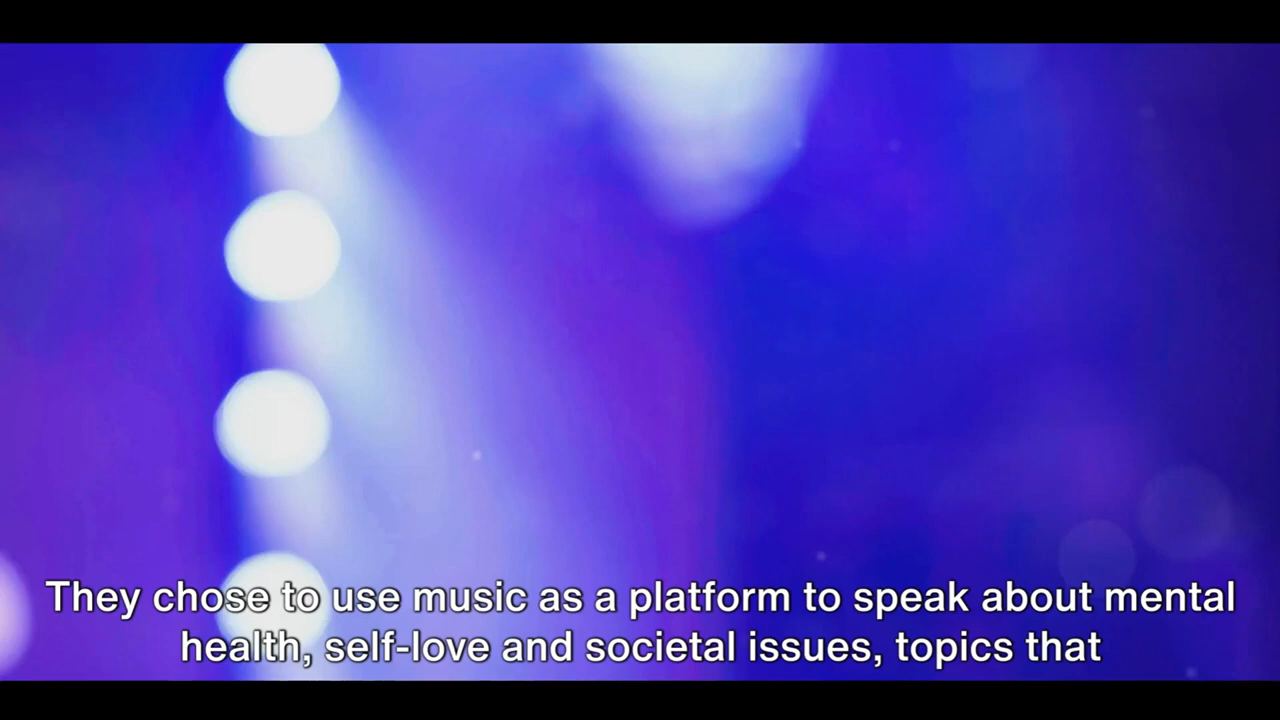 They chose to use music as a platform to speak about mental
health, self-love and societal issues, topics that